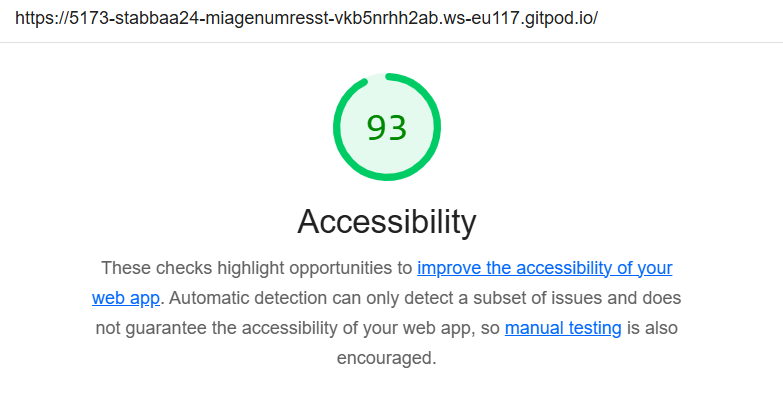 https://5173-stabbaa24-miagenumresst-vkb5nrhh2ab.ws-eu117.gitpod.io/
93
Accessibility
These checks highlight opportunities to improve the accessibility of your
web app. Automatic detection can only detect a subset of issues and does
not guarantee the accessibility of your web app, so manual testing is also
encouraged.